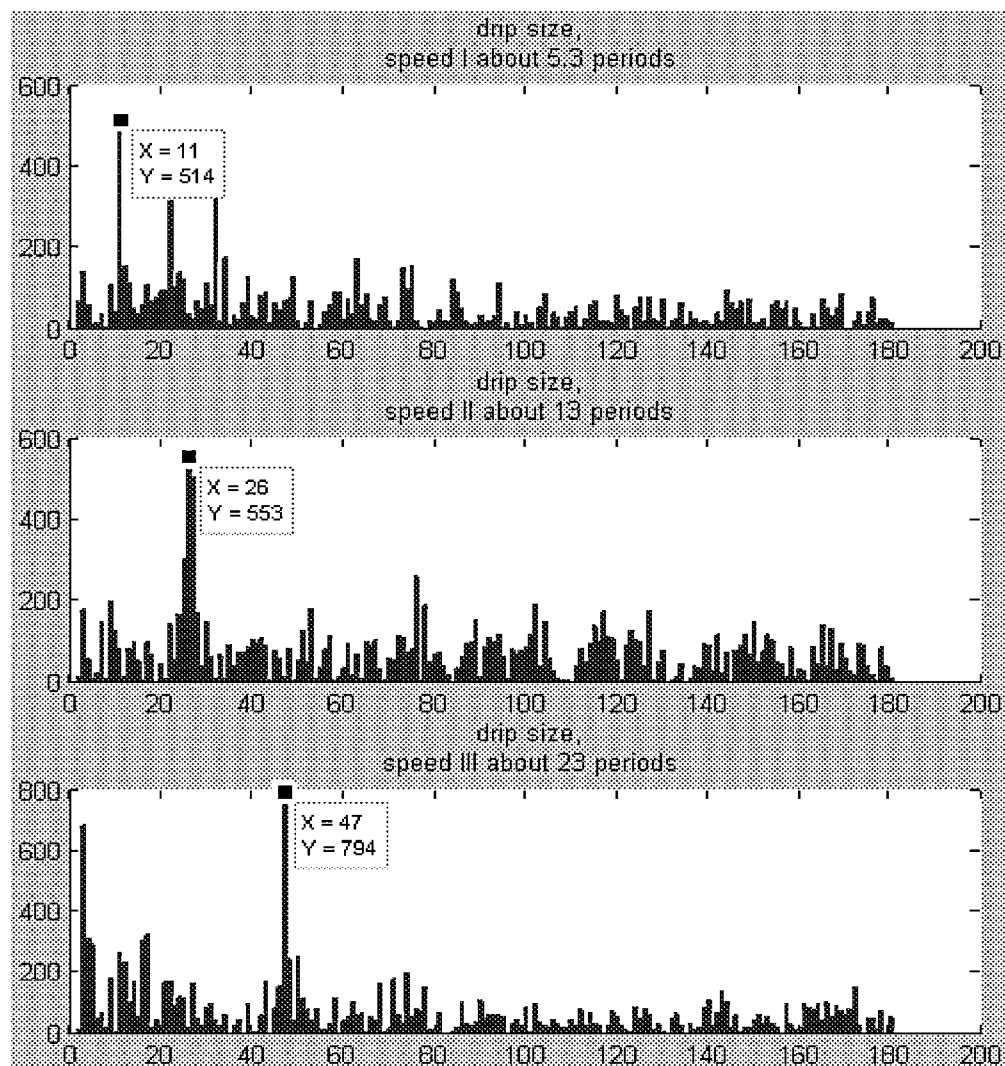 drip size,
speed I about 5.3 periods
600
400
200
0
X = 11
Y = 514
0 20 40 60 80 100 120 140 160 180 200
drip size,
speed II about 13 periods
600
400
200
0
X = 26
Y = 553
0 20 40 60 80 100 120 140 160 180 200
drip size,
speed III about 23 periods
800
600
400
200
0
X = 47
Y = 794
0 20 40 60 80 100 120 140 160 180 200